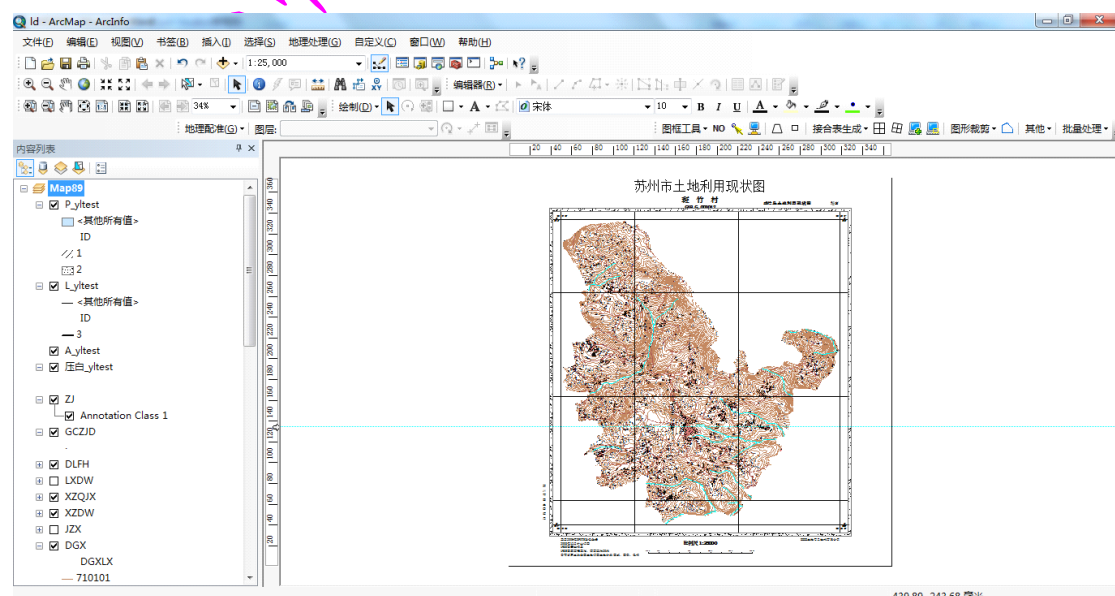 ld - ArcMap - ArcInfo
文件(F) 编辑(E) 视图(V) 书签(B) 插入(I) 选择(S) 地理处理(G) 自定义(C) 窗口(W) 帮助(H)
1:25,000
编辑器(R)
34% 绘制(D) A 宋体 10 B I U A
地理配准(G) 图层: 图框工具 NO 接合表生成 图形裁剪 其他 批量处理
内容列表
20 40 60 80 100 120 140 160 180 200 220 240 260 280 300 320 340
Map89
P_yltest
<其他所有值>
ID
1
2
L_yltest
<其他所有值>
ID
3
A_yltest
压白_yltest
ZJ
Annotation Class 1
GCZJD
DLFH
LXDW
XZQJX
XZDW
JZX
DGX
DGXLX
710101
360
340
320
300
280
260
240
220
200
180
160
140
120
100
80
60
40
20
苏州市土地利用现状图
斑竹村
比例尺 1:25000